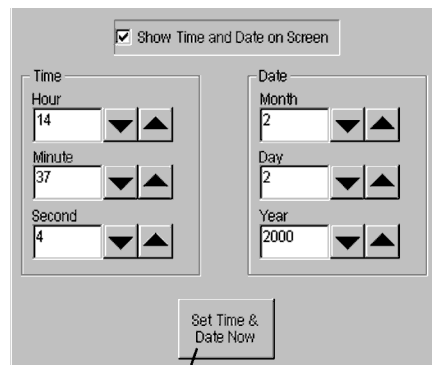 Show Time and Date on Screen
Time
Hour
14
Minute
37
Second
4
Date
Month
2
Day
2
Year
2000
Set Time &
Date Now